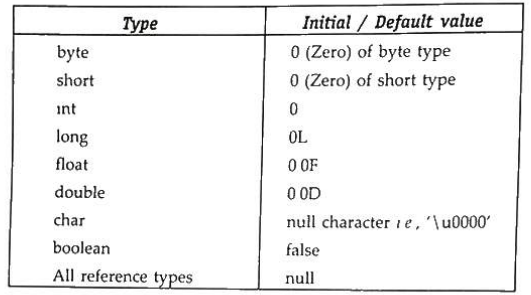 Type Initial / Default value
byte 0 (Zero) of byte type
short 0 (Zero) of short type
ınt 0
long 0L
float 0 0F
double 0 0D
char null character ı e , '\u0000'
boolean false
All reference types null